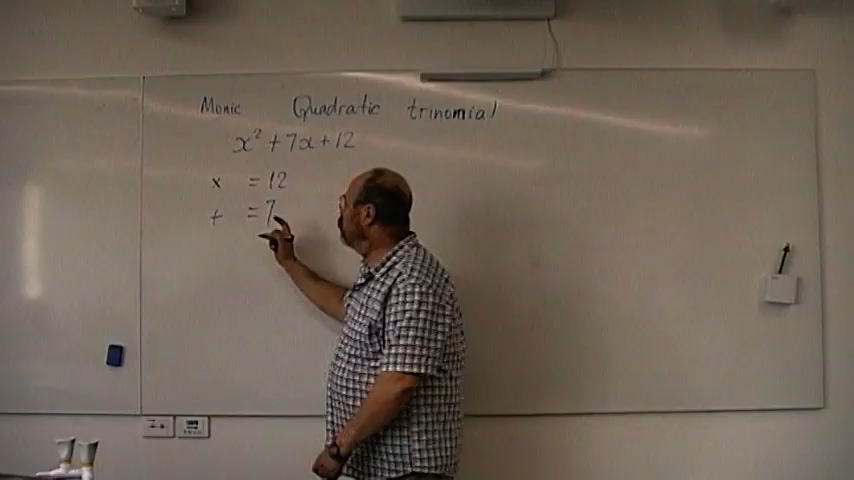 Monic Quadratic trinomial
x² + 7x + 12
x = 12
+ = 7